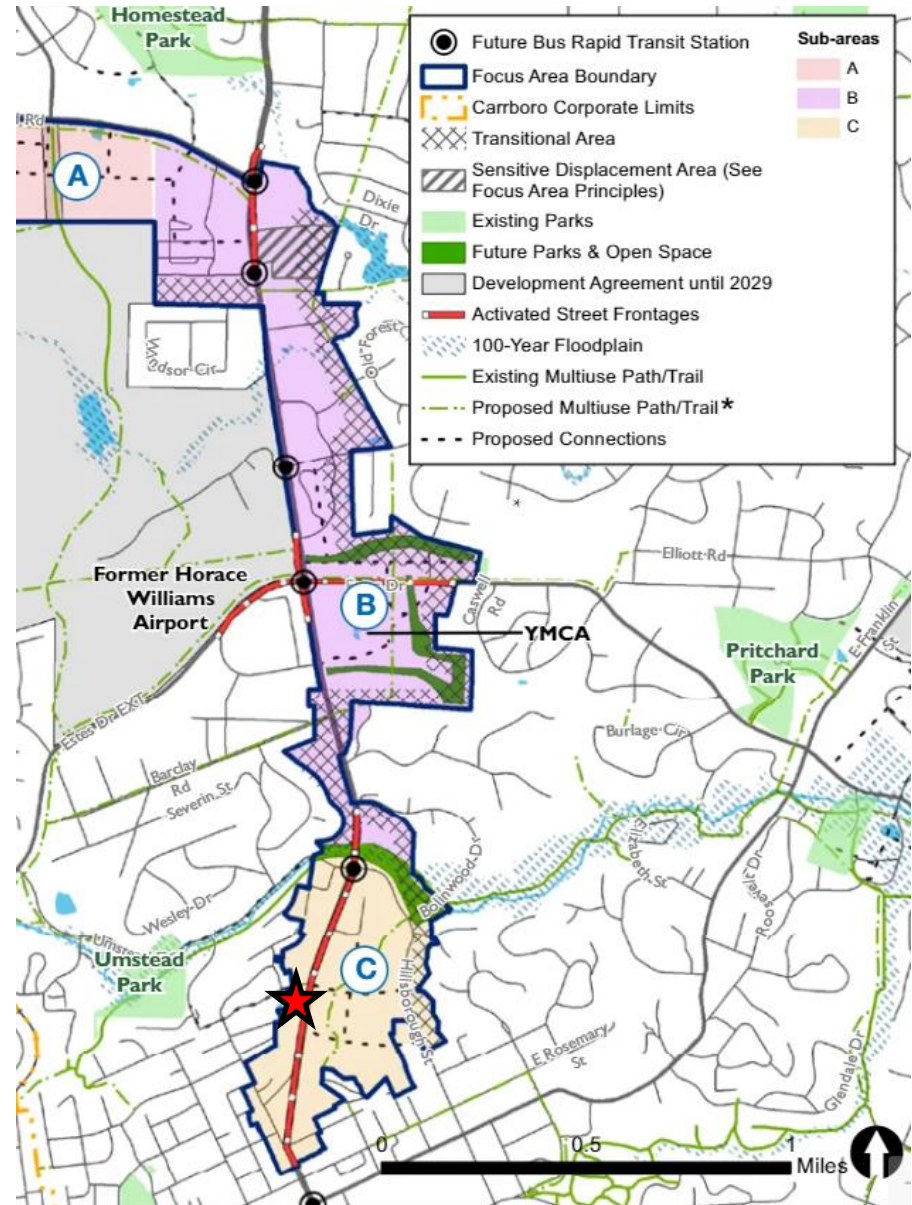 Homestead
Park
Future Bus Rapid Transit Station
Focus Area Boundary
Carrboro Corporate Limits
Transitional Area
Sensitive Displacement Area (See
Focus Area Principles)
Existing Parks
Future Parks & Open Space
Development Agreement until 2029
Activated Street Frontages
100-Year Floodplain
Existing Multiuse Path/Trail
Proposed Multiuse Path/Trail*
Proposed Connections
Sub-areas
A
B
C
Rd
A
Dixie
Dr
Windsor Cir
Old Forest
Elliott Rd
Former Horace
Williams
Airport
Dr
B
Caswell
Rd
YMCA
E Franklin
St
Pritchard
Park
Estes Dr EXT
Burlage Cir
Barclay
Rd
Severin St
Elizabeth St
Roosevelt Dr
Bolinwood Dr
Wesley Dr
Umstead
Park
C
Hillsborough St
E Rosemary
St
Glendale Dr
0 0.5 1
Miles